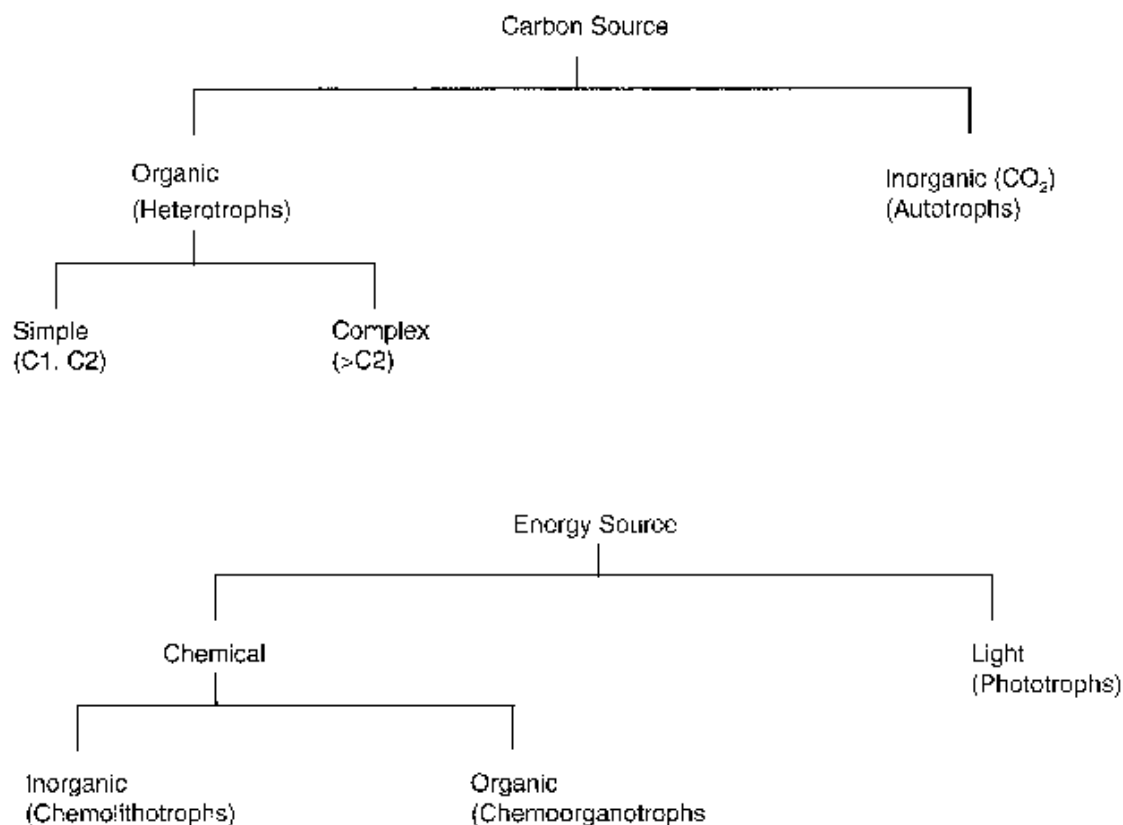 Carbon Source
Organic
(Heterotrophs)
Inorganic (CO₂)
(Autotrophs)
Simple
(C1, C2)
Complex
(>C2)
Energy Source
Chemical
Light
(Phototrophs)
Inorganic
(Chemolithotrophs)
Organic
(Chemoorganotrophs